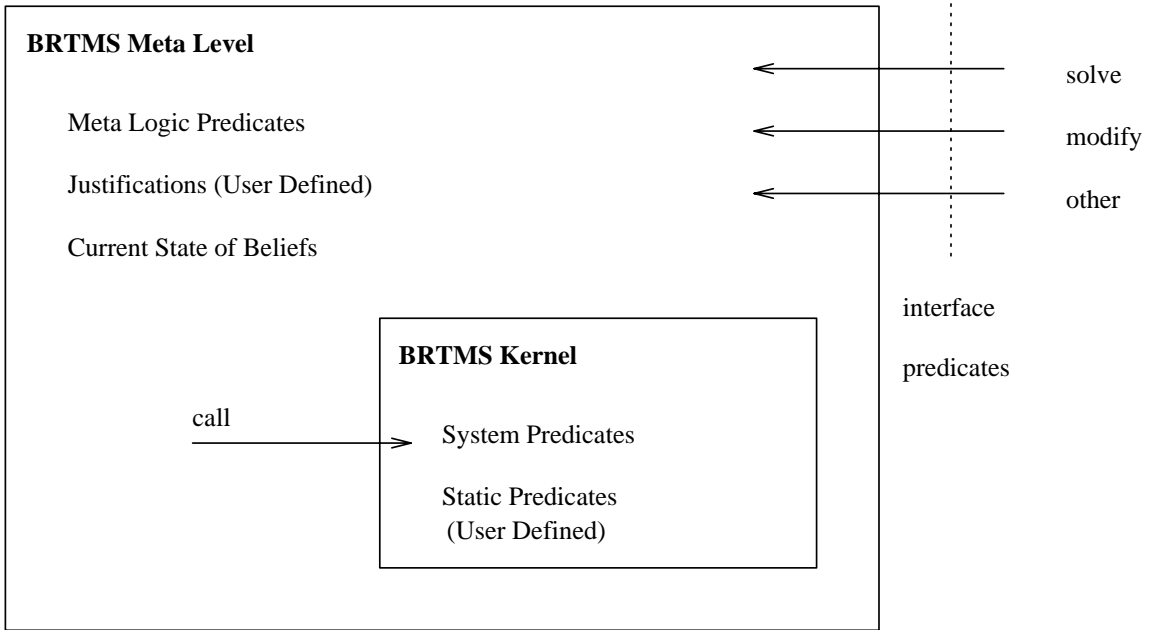 BRTMS Meta Level
solve
Meta Logic Predicates
modify
Justifications (User Defined)
other
Current State of Beliefs
interface
predicates
BRTMS Kernel
call
System Predicates
Static Predicates
(User Defined)